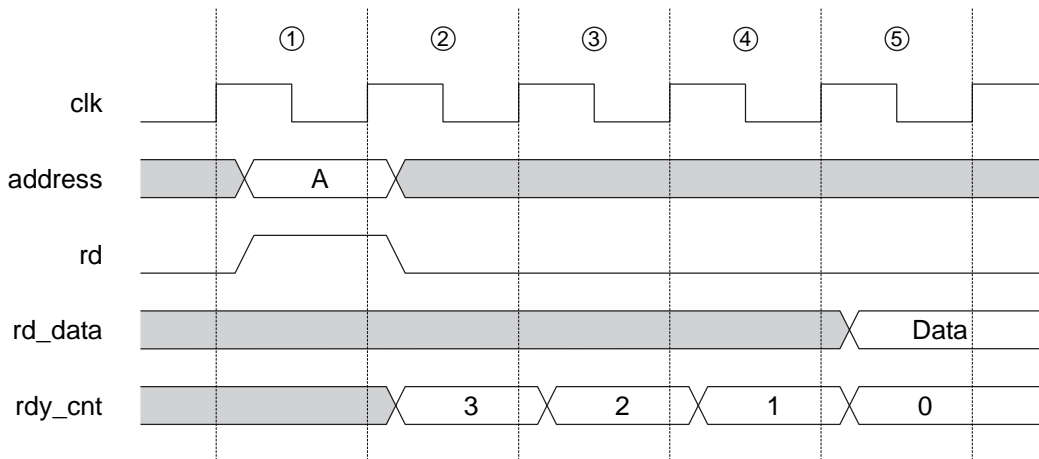 ① ② ③ ④ ⑤
clk
address A
rd
rd_data Data
rdy_cnt 3 2 1 0